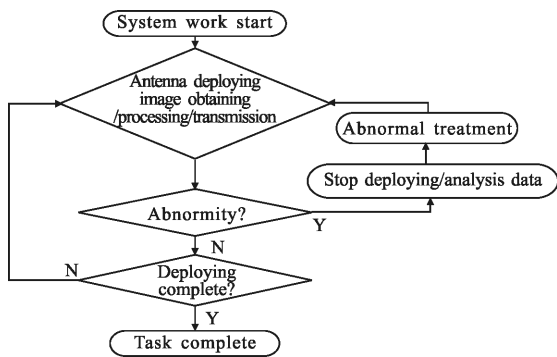 System work start
Antenna deploying
image obtaining
/processing/transmission
Abnormal treatment
Stop deploying/analysis data
Abnormity?
Y
N
N
Deploying
complete?
Y
Task complete